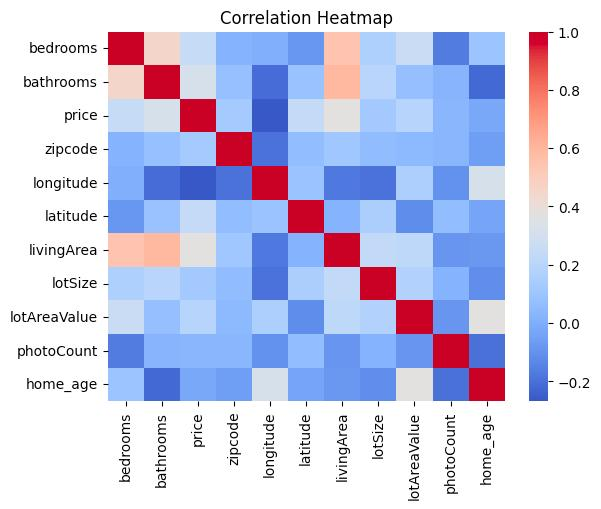 Correlation Heatmap
bedrooms
bathrooms
price
zipcode
longitude
latitude
livingArea
lotSize
lotAreaValue
photoCount
home_age
bedrooms
bathrooms
price
zipcode
longitude
latitude
livingArea
lotSize
lotAreaValue
photoCount
home_age
1.0
0.8
0.6
0.4
0.2
0.0
−0.2